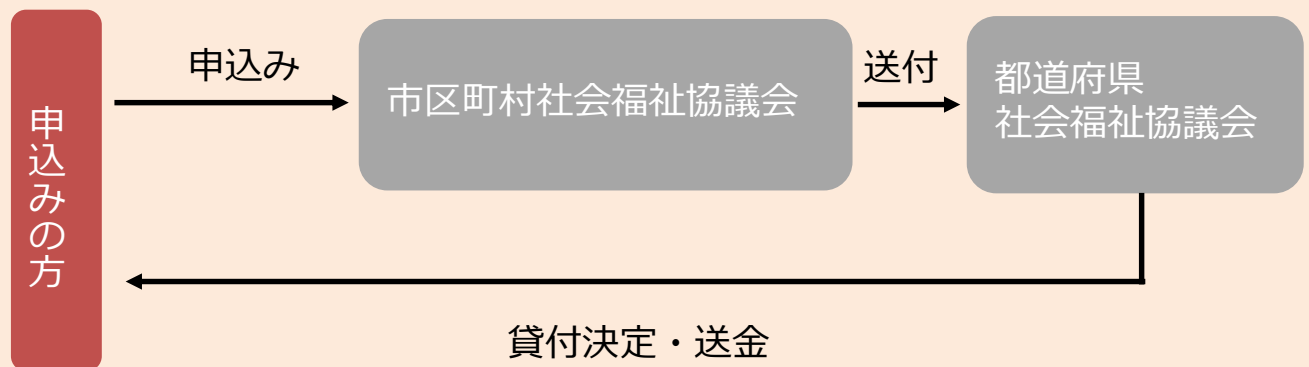 申込みの方
申込み
市区町村社会福祉協議会
送付
都道府県
社会福祉協議会
貸付決定・送金